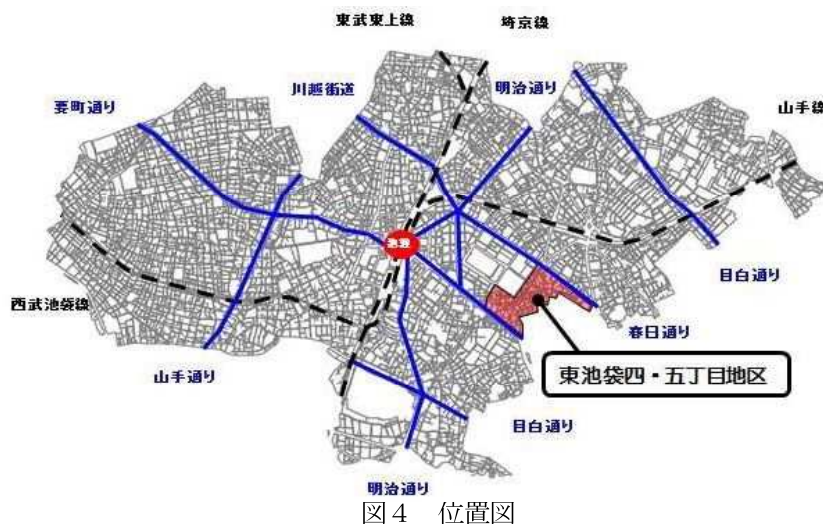 東武東上線
埼京線
川越街道
明治通り
要町通り
山手線
池袋
目白通り
西武池袋線
春日通り
山手通り
東池袋四・五丁目地区
目白通り
明治通り
図４　位置図